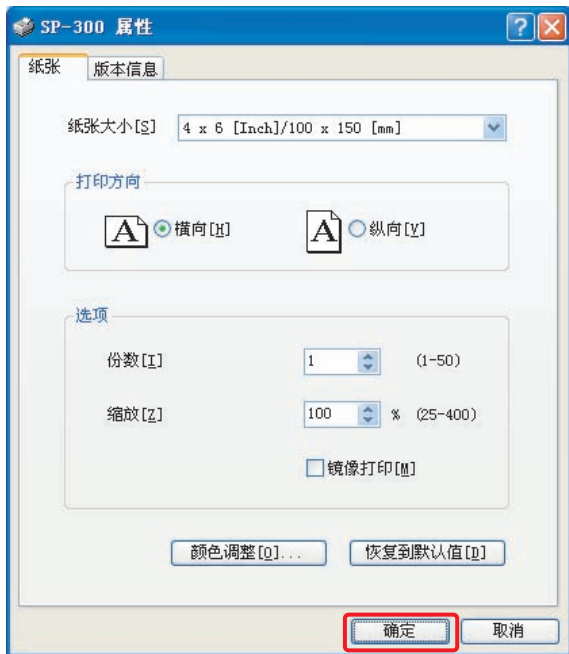 SP-300 属性
纸张 版本信息
纸张大小[S] 4 x 6 [Inch]/100 x 150 [mm]
打印方向
A 横向[H] A 纵向[V]
选项
份数[I] 1 (1-50)
缩放[Z] 100 % (25-400)
镜像打印[M]
颜色调整[O]... 恢复到默认值[D]
确定 取消